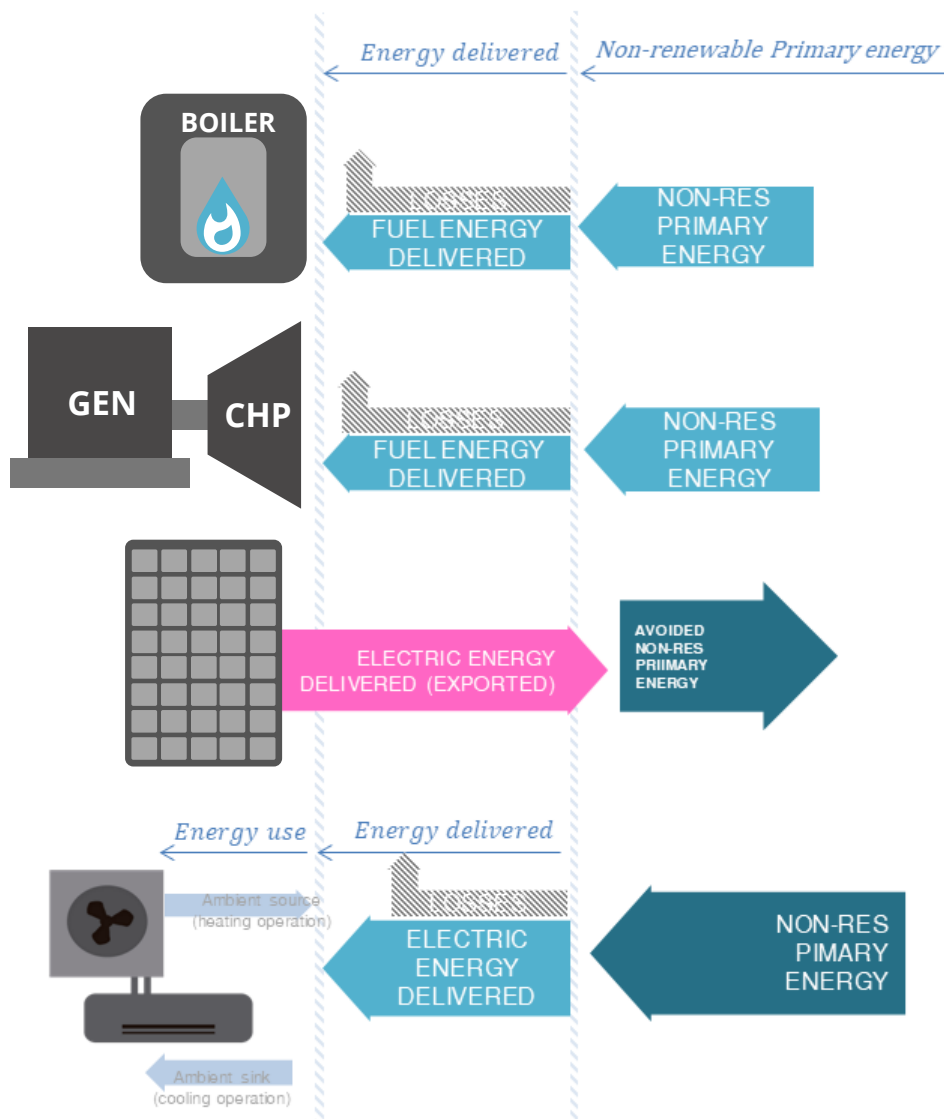 Energy delivered
Non-renewable Primary energy
BOILER
LOSSES
FUEL ENERGY
DELIVERED
NON-RES
PRIMARY
ENERGY
GEN
CHP
LOSSES
FUEL ENERGY
DELIVERED
NON-RES
PRIMARY
ENERGY
ELECTRIC ENERGY
DELIVERED (EXPORTED)
AVOIDED
NON-RES
PRIIMARY
ENERGY
Energy use
Energy delivered
Ambient source
(heating operation)
LOSSES
ELECTRIC
ENERGY
DELIVERED
NON-RES
PIMARY
ENERGY
Ambient sink
(cooling operation)